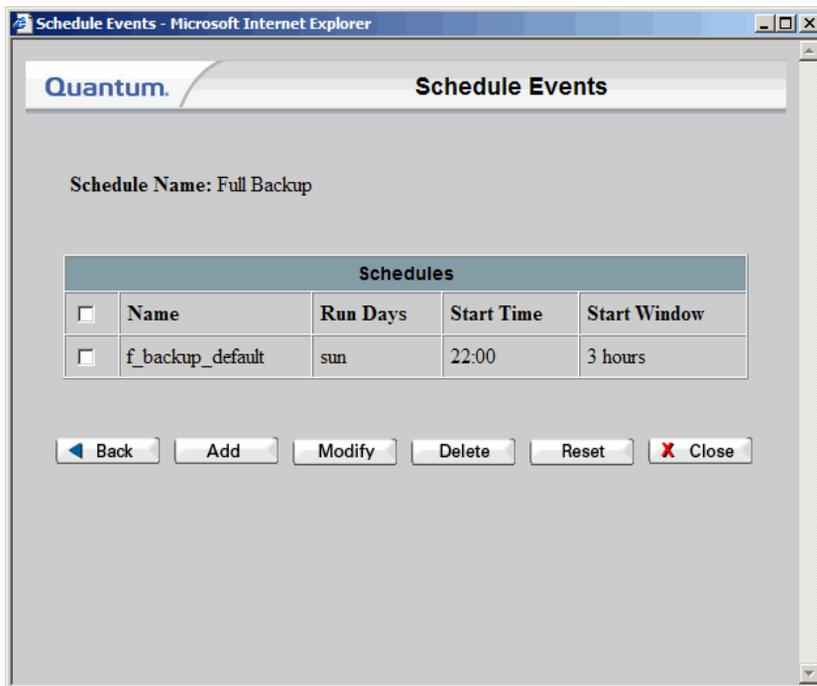 Schedule Events - Microsoft Internet Explorer
Quantum. Schedule Events
Schedule Name: Full Backup
Schedules
Name Run Days Start Time Start Window
f_backup_default sun 22:00 3 hours
Back Add Modify Delete Reset X Close